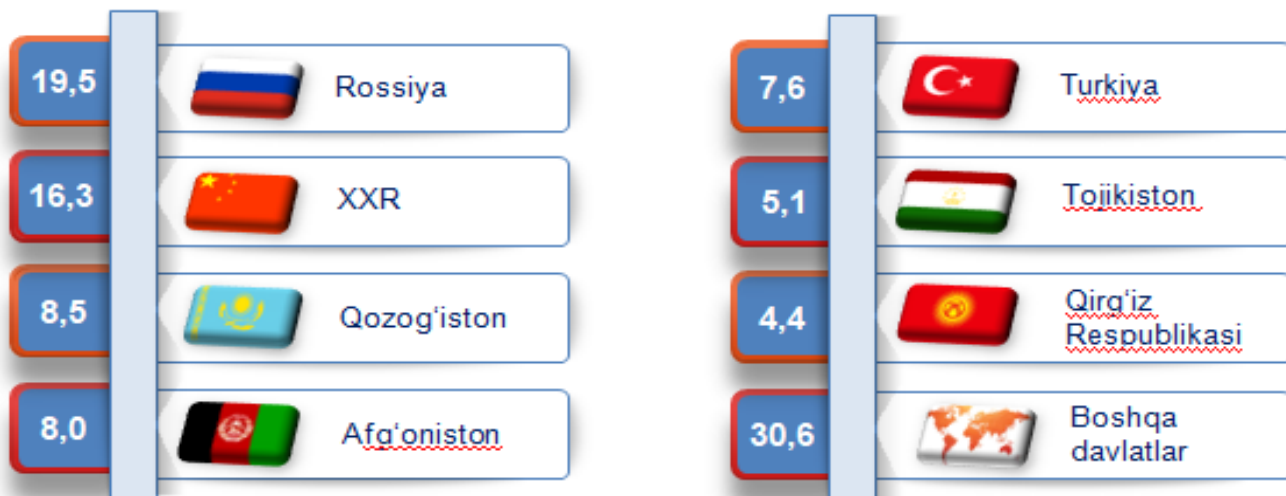 19,5 Rossiya
16,3 XXR
8,5 Qozog‘iston
8,0 Afg‘oniston
7,6 Turkiya
5,1 Tojikiston
4,4 Qirg‘iz
Respublikasi
30,6 Boshqa
davlatlar